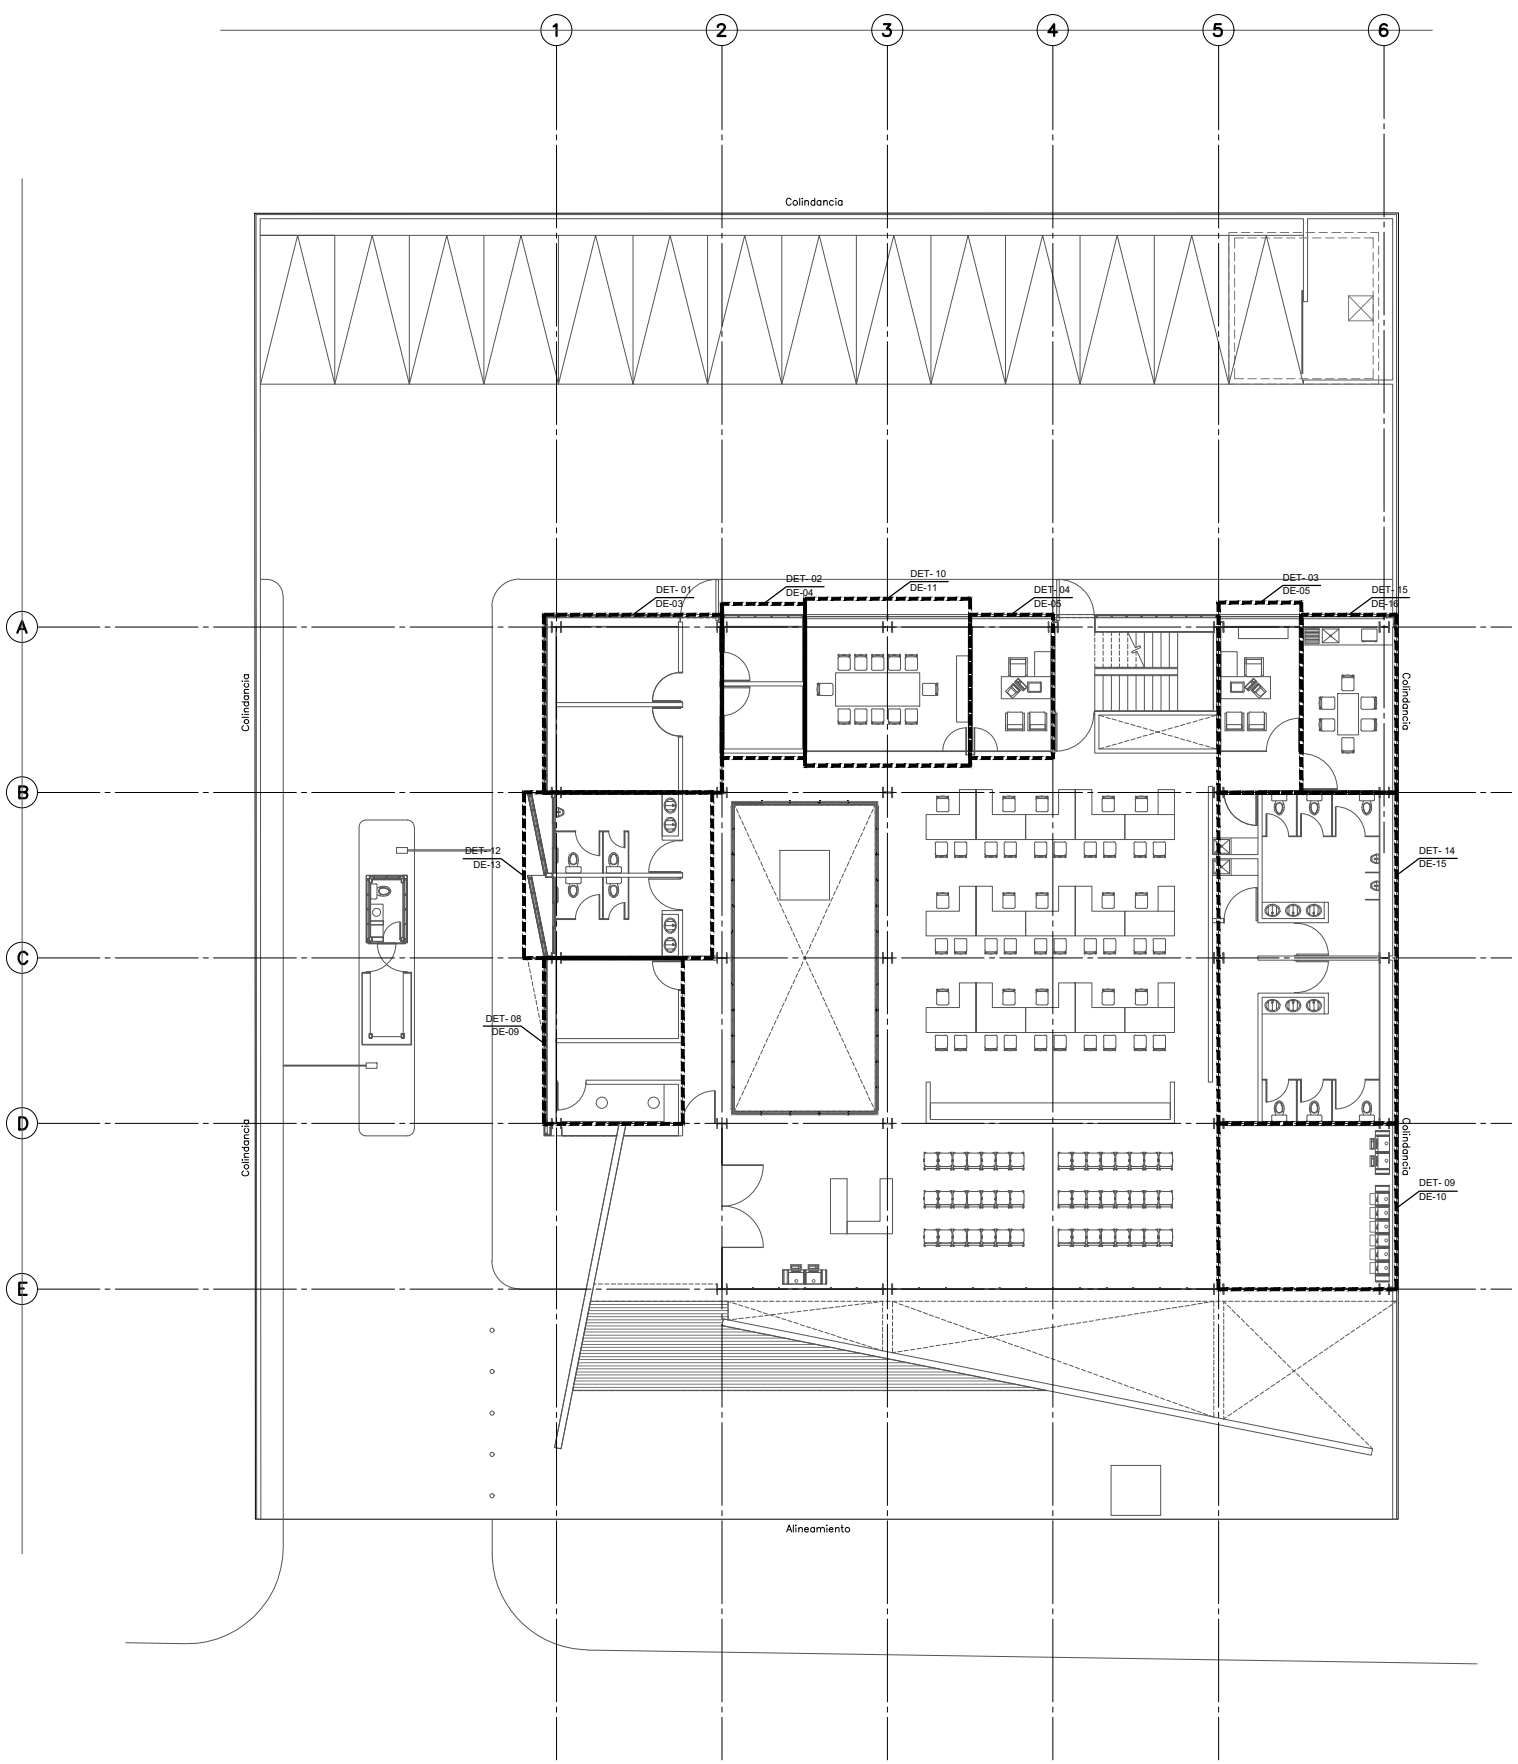 1 2 3 4 5 6
Colindancia
DET- 10
DE-11
DET- 02
DE-04
DET- 03
DE-05
DET- 01
DE-03
DET- 04
DE-05
DET- 15
DE-16
A
Colindancia
Colindancia
B
DET- 12
DE-13
DET- 14
DE-15
C
DET- 08
DE-09
D
Colindancia
Colindancia
DET- 09
DE-10
E
Alineamiento